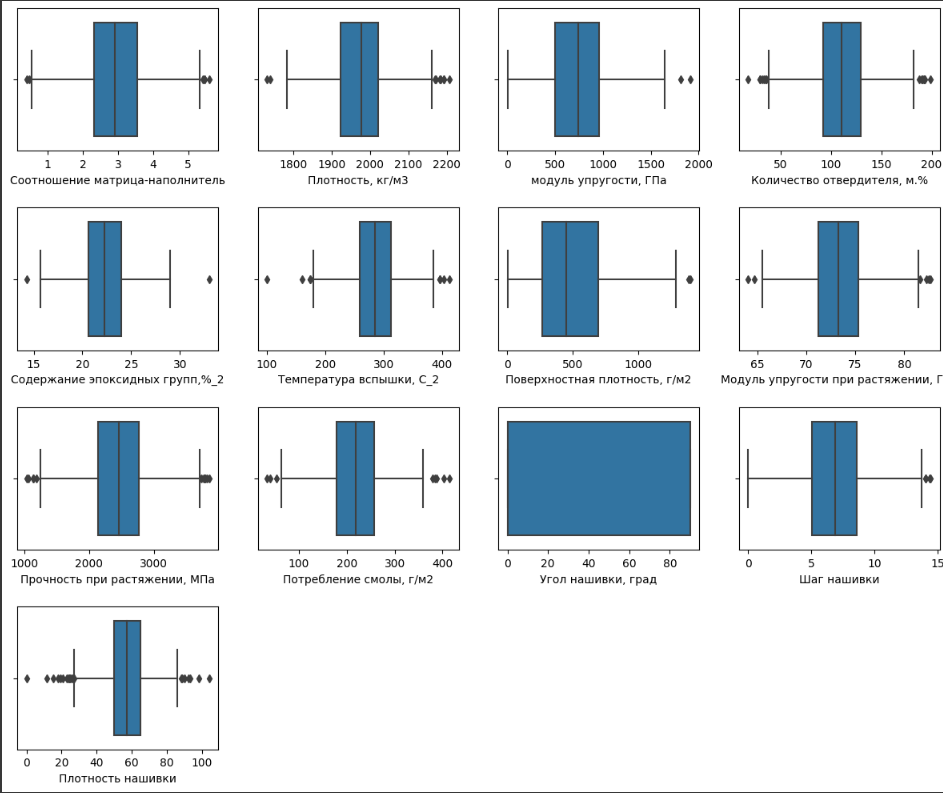 1 2 3 4 5
Соотношение матрица-наполнитель
1800 1900 2000 2100 2200
Плотность, кг/м3
0 500 1000 1500 2000
модуль упругости, ГПа
50 100 150 200
Количество отвердителя, м.%
15 20 25 30
Содержание эпоксидных групп,%_2
100 200 300 400
Температура вспышки, С_2
0 500 1000
Поверхностная плотность, г/м2
65 70 75 80
Модуль упругости при растяжении, Г
1000 2000 3000
Прочность при растяжении, МПа
100 200 300 400
Потребление смолы, г/м2
0 20 40 60 80
Угол нашивки, град
0 5 10 15
Шаг нашивки
0 20 40 60 80 100
Плотность нашивки